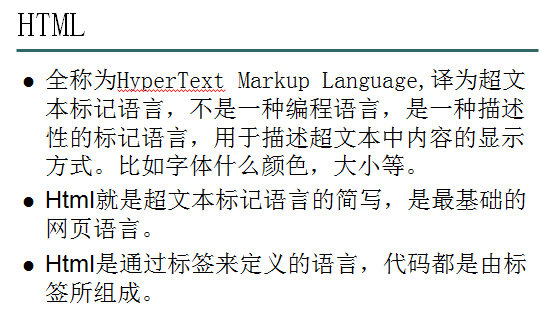 HTML
● 全称为HyperText Markup Language,译为超文
本标记语言，不是一种编程语言，是一种描述
性的标记语言，用于描述超文本中内容的显示
方式。比如字体什么颜色，大小等。
● Html就是超文本标记语言的简写，是最基础的
网页语言。
● Html是通过标签来定义的语言，代码都是由标
签所组成。